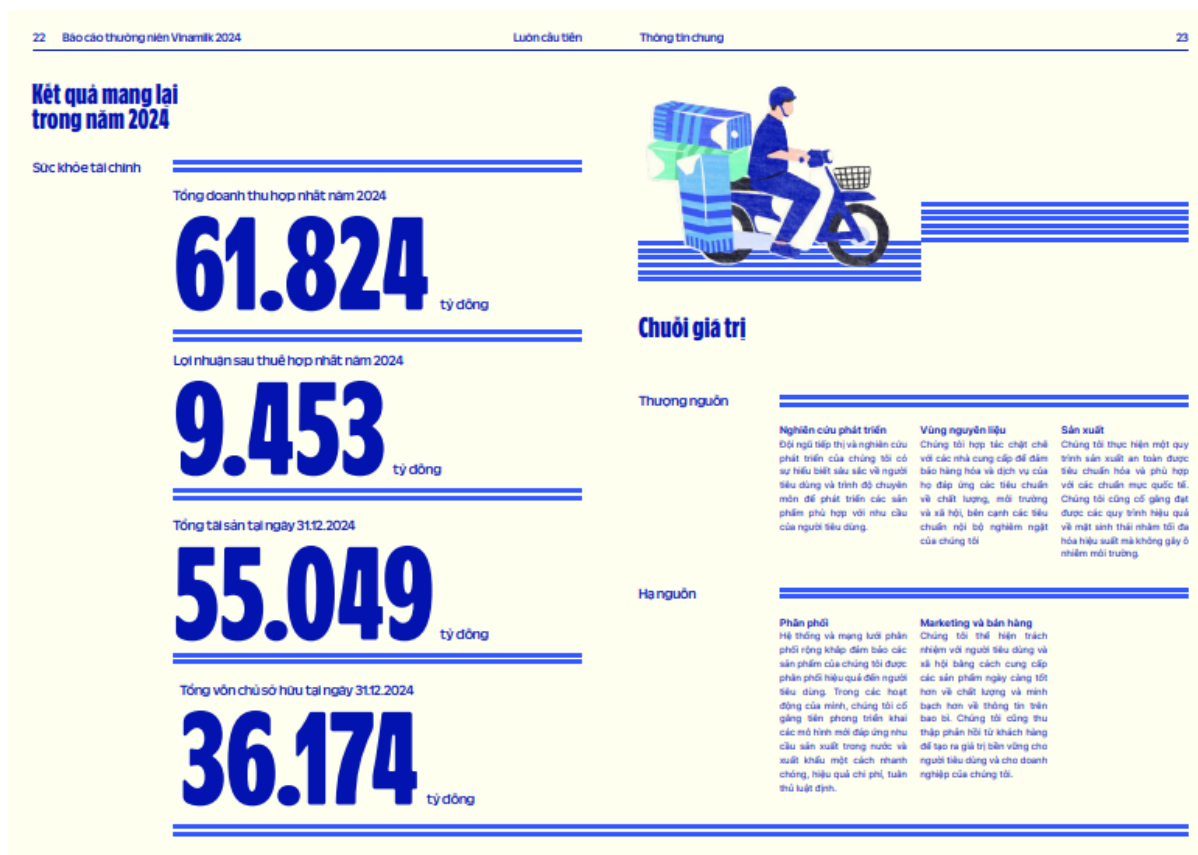 22 Báo cáo thường niên Vinamilk 2024
Luôn cầu tiến
Thông tin chung
23
Kết quả mang lại
trong năm 2024
Sức khỏe tài chính
Tổng doanh thu hợp nhất năm 2024
61.824 tỷ đồng
Lợi nhuận sau thuế hợp nhất năm 2024
9.453 tỷ đồng
Tổng tài sản tại ngày 31.12.2024
55.049 tỷ đồng
Tổng vốn chủ sở hữu tại ngày 31.12.2024
36.174 tỷ đồng
Chuỗi giá trị
Thượng nguồn
Nghiên cứu phát triển
Đội ngũ tiếp thị và nghiên cứu
phát triển của chúng tôi có
sự hiểu biết sâu sắc về người
tiêu dùng và trình độ chuyên
môn để phát triển các sản
phẩm phù hợp với nhu cầu
của người tiêu dùng.
Vùng nguyên liệu
Chúng tôi hợp tác chặt chẽ
với các nhà cung cấp để đảm
bảo hàng hóa và dịch vụ của
họ đáp ứng các tiêu chuẩn
về chất lượng, môi trường
và xã hội, bên cạnh các tiêu
chuẩn nội bộ nghiêm ngặt
của chúng tôi
Sản xuất
Chúng tôi thực hiện một quy
trình sản xuất an toàn được
tiêu chuẩn hóa và phù hợp
với các chuẩn mực quốc tế.
Chúng tôi cũng cố gắng đạt
được các quy trình hiệu quả
về mặt sinh thái nhằm tối đa
hóa hiệu suất mà không gây ô
nhiễm môi trường.
Hạ nguồn
Phân phối
Hệ thống và mạng lưới phân
phối rộng khắp đảm bảo các
sản phẩm của chúng tôi được
phân phối hiệu quả đến người
tiêu dùng. Trong các hoạt
động của mình, chúng tôi cố
gắng tiên phong triển khai
các mô hình mới đáp ứng nhu
cầu sản xuất trong nước và
xuất khẩu một cách nhanh
chóng, hiệu quả chi phí, tuân
thủ luật định.
Marketing và bán hàng
Chúng tôi thể hiện trách
nhiệm với người tiêu dùng và
xã hội bằng cách cung cấp
các sản phẩm ngày càng tốt
hơn về chất lượng và minh
bạch hơn về thông tin trên
bao bì. Chúng tôi cũng thu
thập phản hồi từ khách hàng
để tạo ra giá trị bền vững cho
người tiêu dùng và cho doanh
nghiệp của chúng tôi.